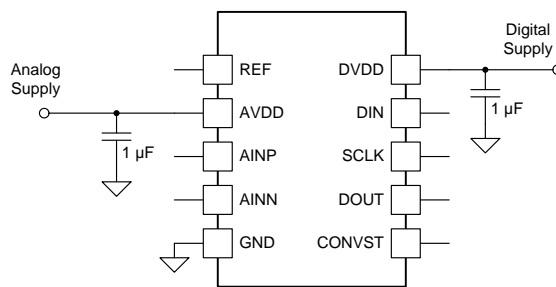 Analog
Supply
1 µF
REF
AVDD
AINP
AINN
GND
DVDD
DIN
SCLK
DOUT
CONVST
Digital
Supply
1 µF